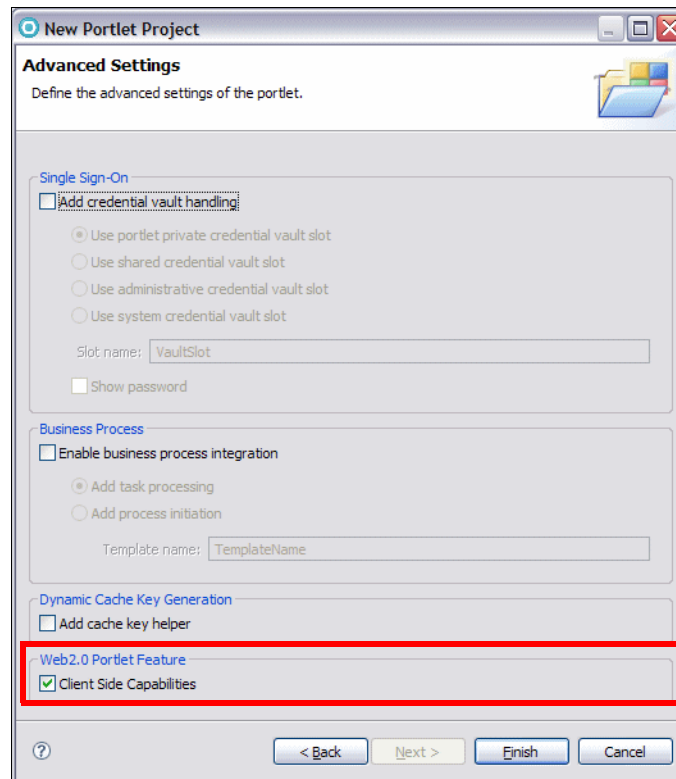 New Portlet Project
Advanced Settings
Define the advanced settings of the portlet.
Single Sign-On
Add credential vault handling
Use portlet private credential vault slot
Use shared credential vault slot
Use administrative credential vault slot
Use system credential vault slot
Slot name: VaultSlot
Show password
Business Process
Enable business process integration
Add task processing
Add process initiation
Template name: TemplateName
Dynamic Cache Key Generation
Add cache key helper
Web2.0 Portlet Feature
Client Side Capabilities
? < Back Next > Finish Cancel